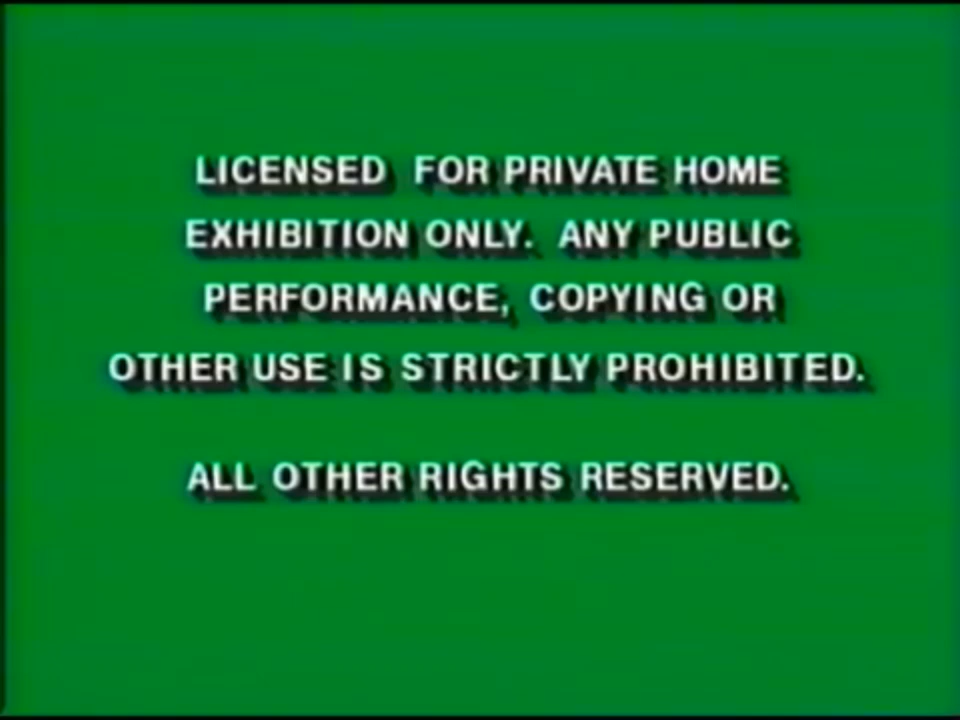 LICENSED FOR PRIVATE HOME
EXHIBITION ONLY. ANY PUBLIC
PERFORMANCE, COPYING OR
OTHER USE IS STRICTLY PROHIBITED.
ALL OTHER RIGHTS RESERVED.